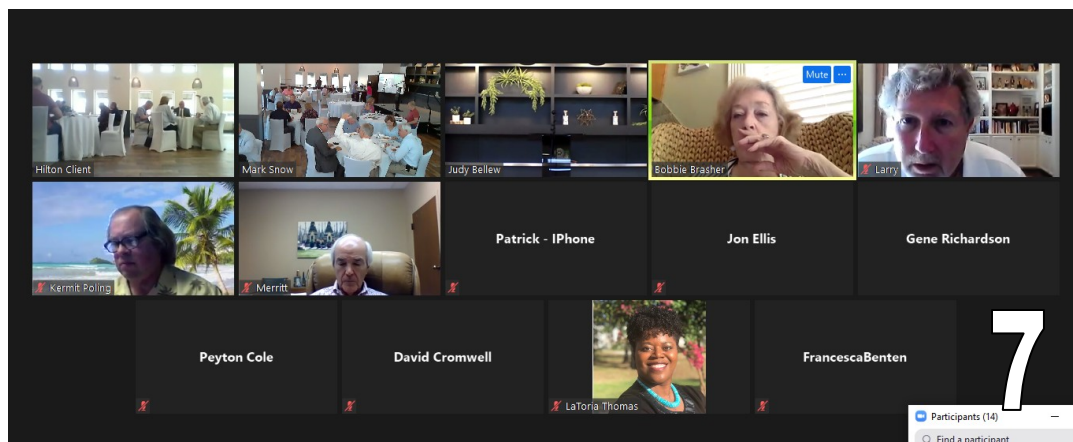 Mute ...
Hilton Client
Mark Snow
Judy Bellew
Bobbie Brasher
Larry
Kermit Poling
Merritt
Patrick - IPhone
Jon Ellis
Gene Richardson
Peyton Cole
David Cromwell
LaToria Thomas
FrancescaBenten
7
Participants (14)
Find a participant